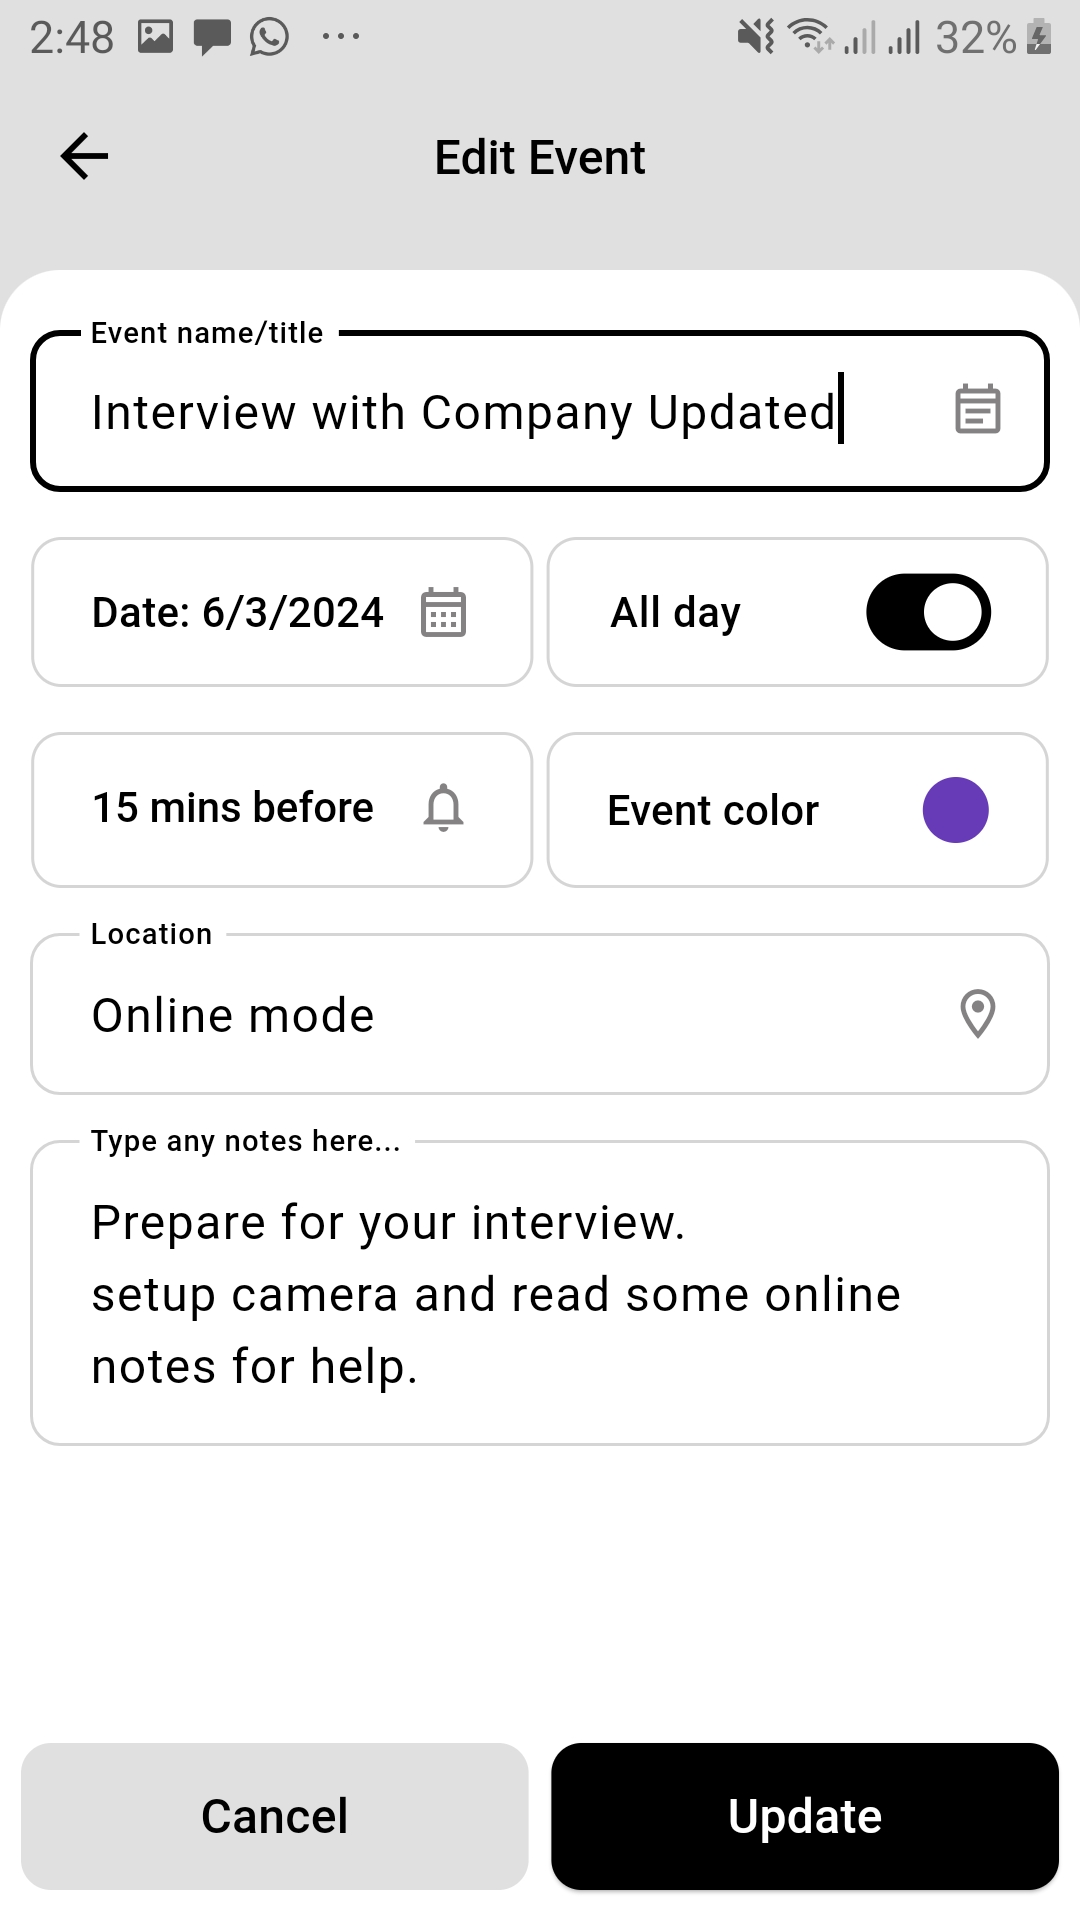 2:48 32%
Edit Event
Event name/title
Interview with Company Updated
Date: 6/3/2024
All day
15 mins before
Event color
Location
Online mode
Type any notes here...
Prepare for your interview.
setup camera and read some online
notes for help.
Cancel
Update